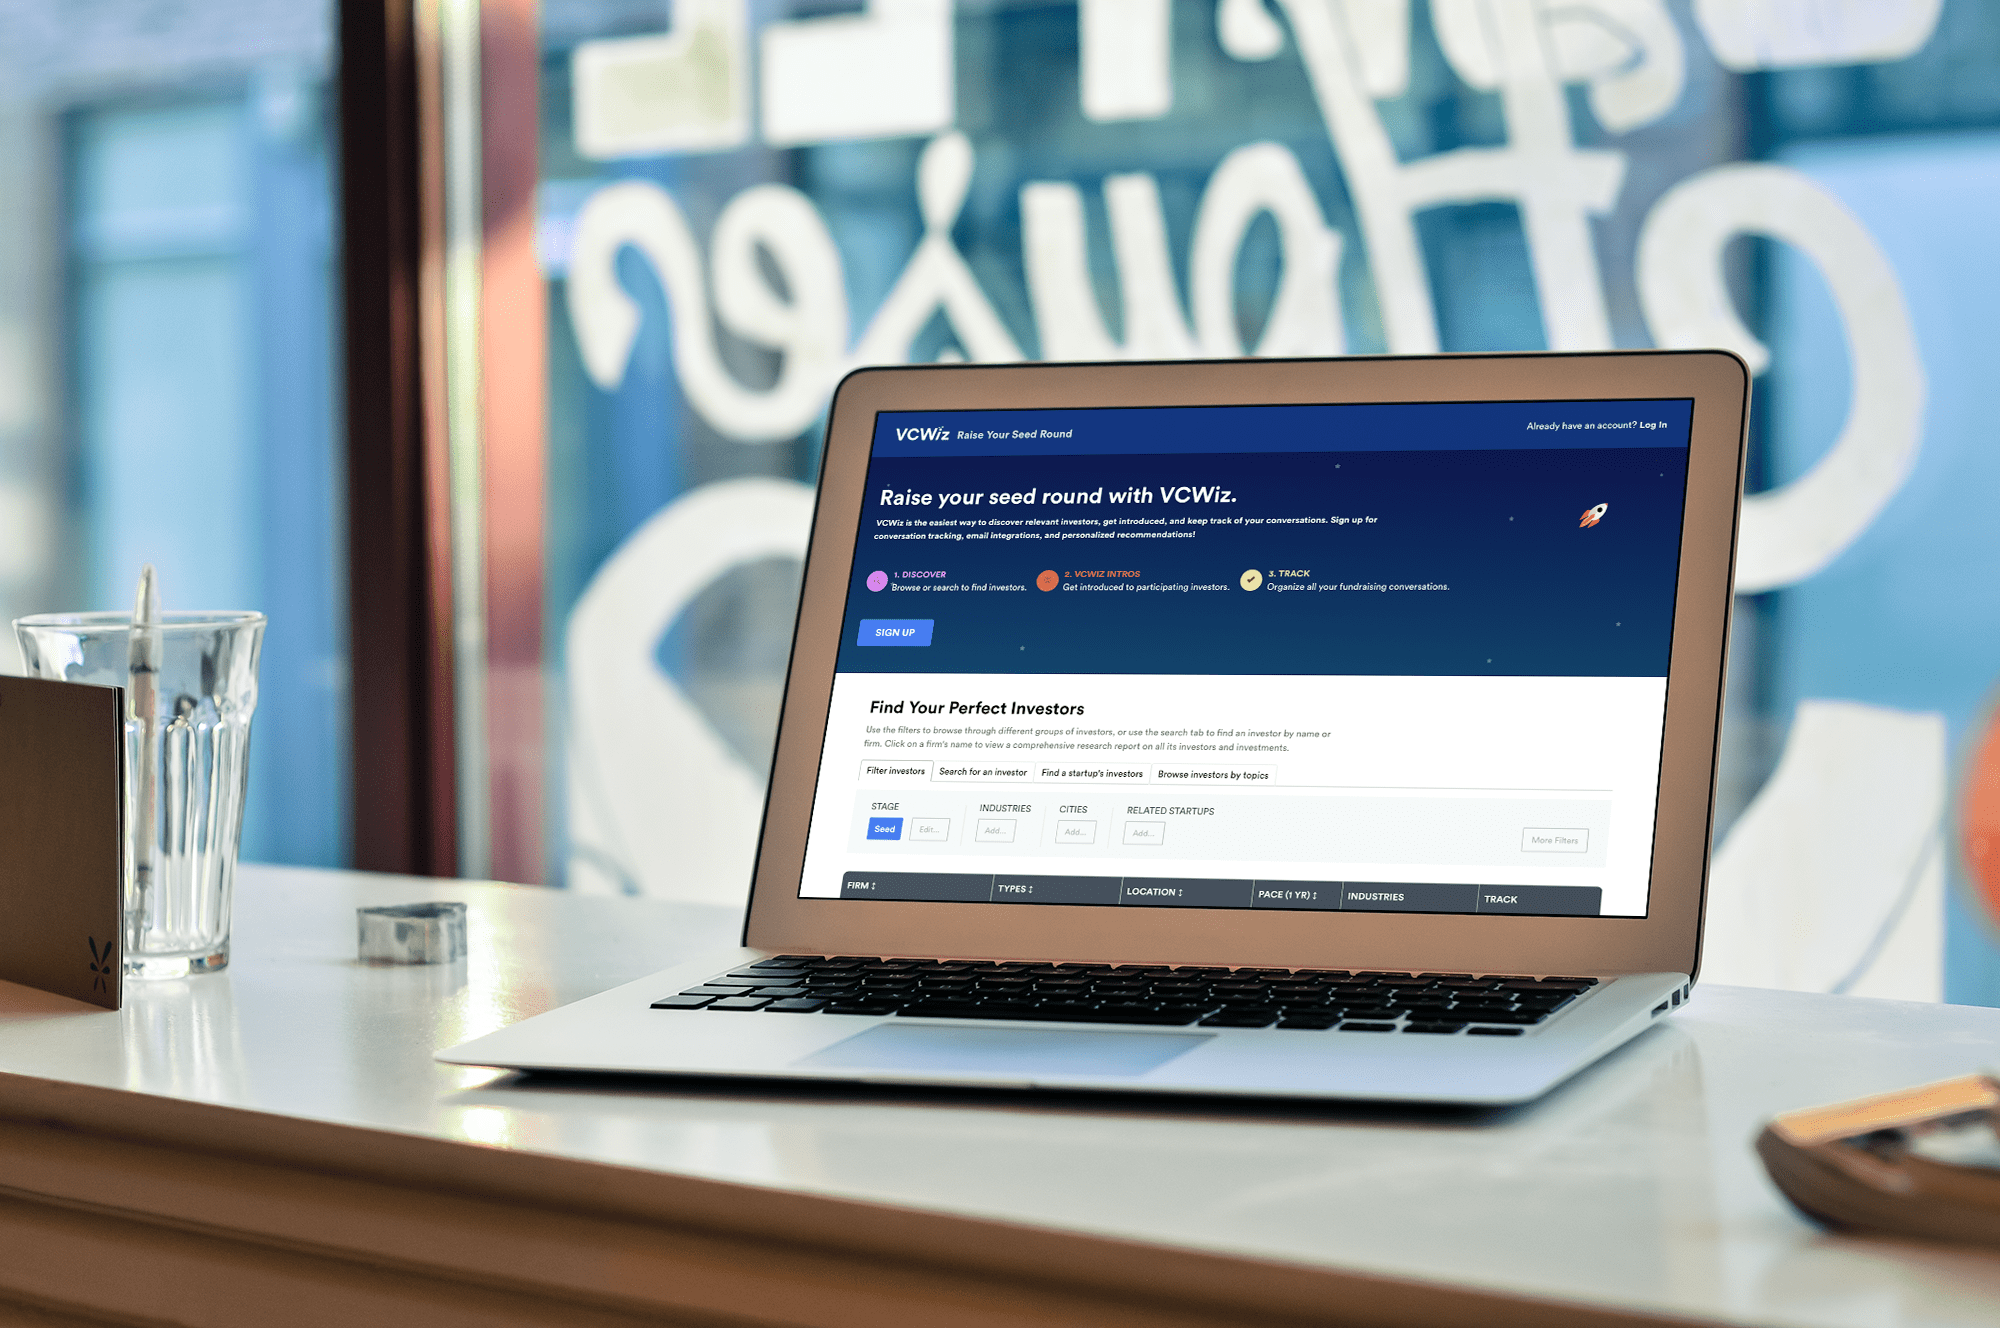 VCWiz Raise Your Seed Round
Already have an account? Log In
Raise your seed round with VCWiz.
VCWiz is the easiest way to discover relevant investors, get introduced, and keep track of your conversations. Sign up for
conversation tracking, email integrations, and personalized recommendations!
1. DISCOVER
Browse or search to find investors.
2. VCWIZ INTROS
Get introduced to participating investors.
3. TRACK
Organize all your fundraising conversations.
SIGN UP
Find Your Perfect Investors
Use the filters to browse through different groups of investors, or use the search tab to find an investor by name or
firm. Click on a firm's name to view a comprehensive research report on all its investors and investments.
Filter investors Search for an investor Find a startup's investors Browse investors by topics
STAGE INDUSTRIES CITIES RELATED STARTUPS
Seed Edit... Add... Add... Add... More Filters
FIRM TYPES LOCATION PACE (1 YR) INDUSTRIES TRACK